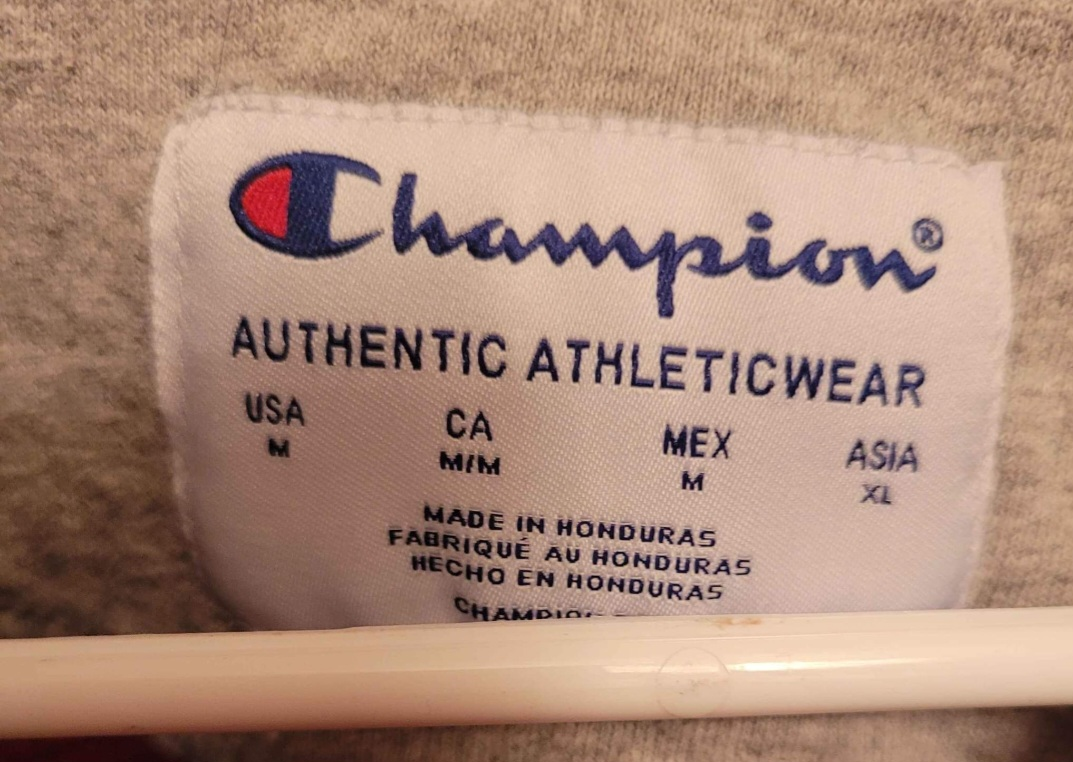 Champion®
AUTHENTIC ATHLETICWEAR
USA CA MEX ASIA
M M/M M XL
MADE IN HONDURAS
FABRIQUÉ AU HONDURAS
HECHO EN HONDURAS